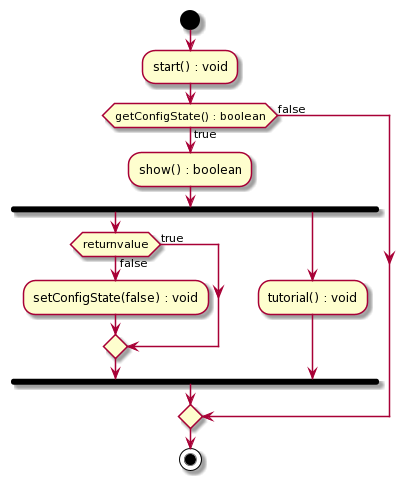 start() : void
getConfigState() : boolean
false
true
show() : boolean
returnvalue
true
false
setConfigState(false) : void
tutorial() : void